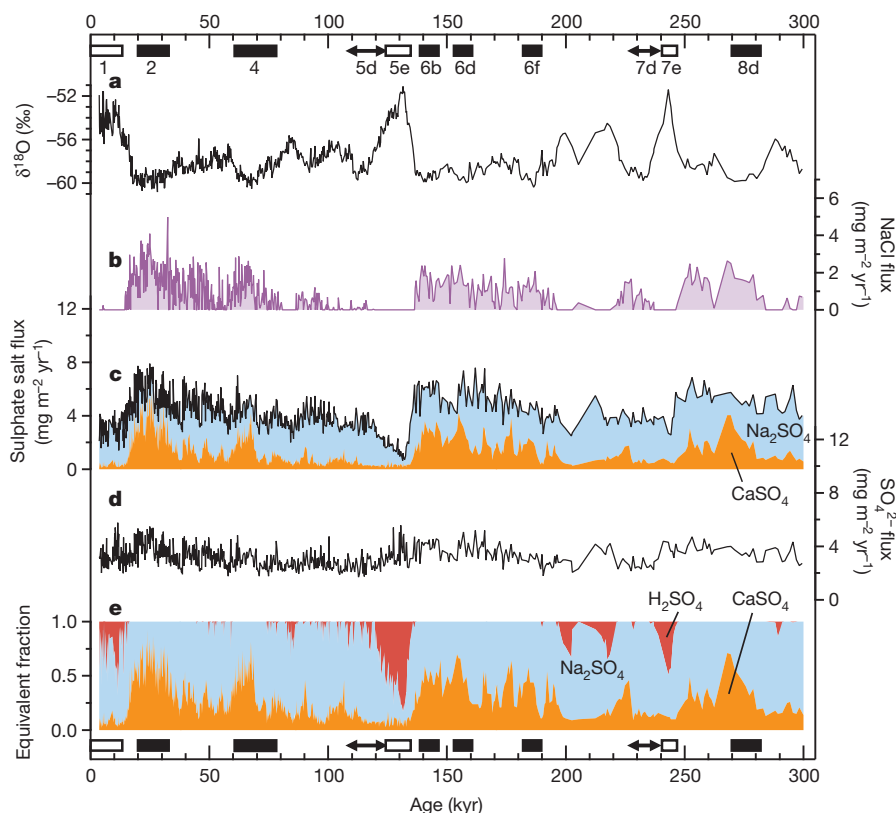 0 50 100 150 200 250 300
1 2 4 5d 5e 6b 6d 6f 7d 7e 8d
a
−52
−56
−60
δ18O (‰)
6
4
2
0
NaCl flux
(mg m−2 yr−1)
b
12
8
4
0
Sulphate salt flux
(mg m−2 yr−1)
c
Na2SO4
CaSO4
12
8
4
0
SO42− flux
(mg m−2 yr−1)
d
e
H2SO4 CaSO4
Na2SO4
1.0
0.5
0.0
Equivalent fraction
0 50 100 150 200 250 300
Age (kyr)